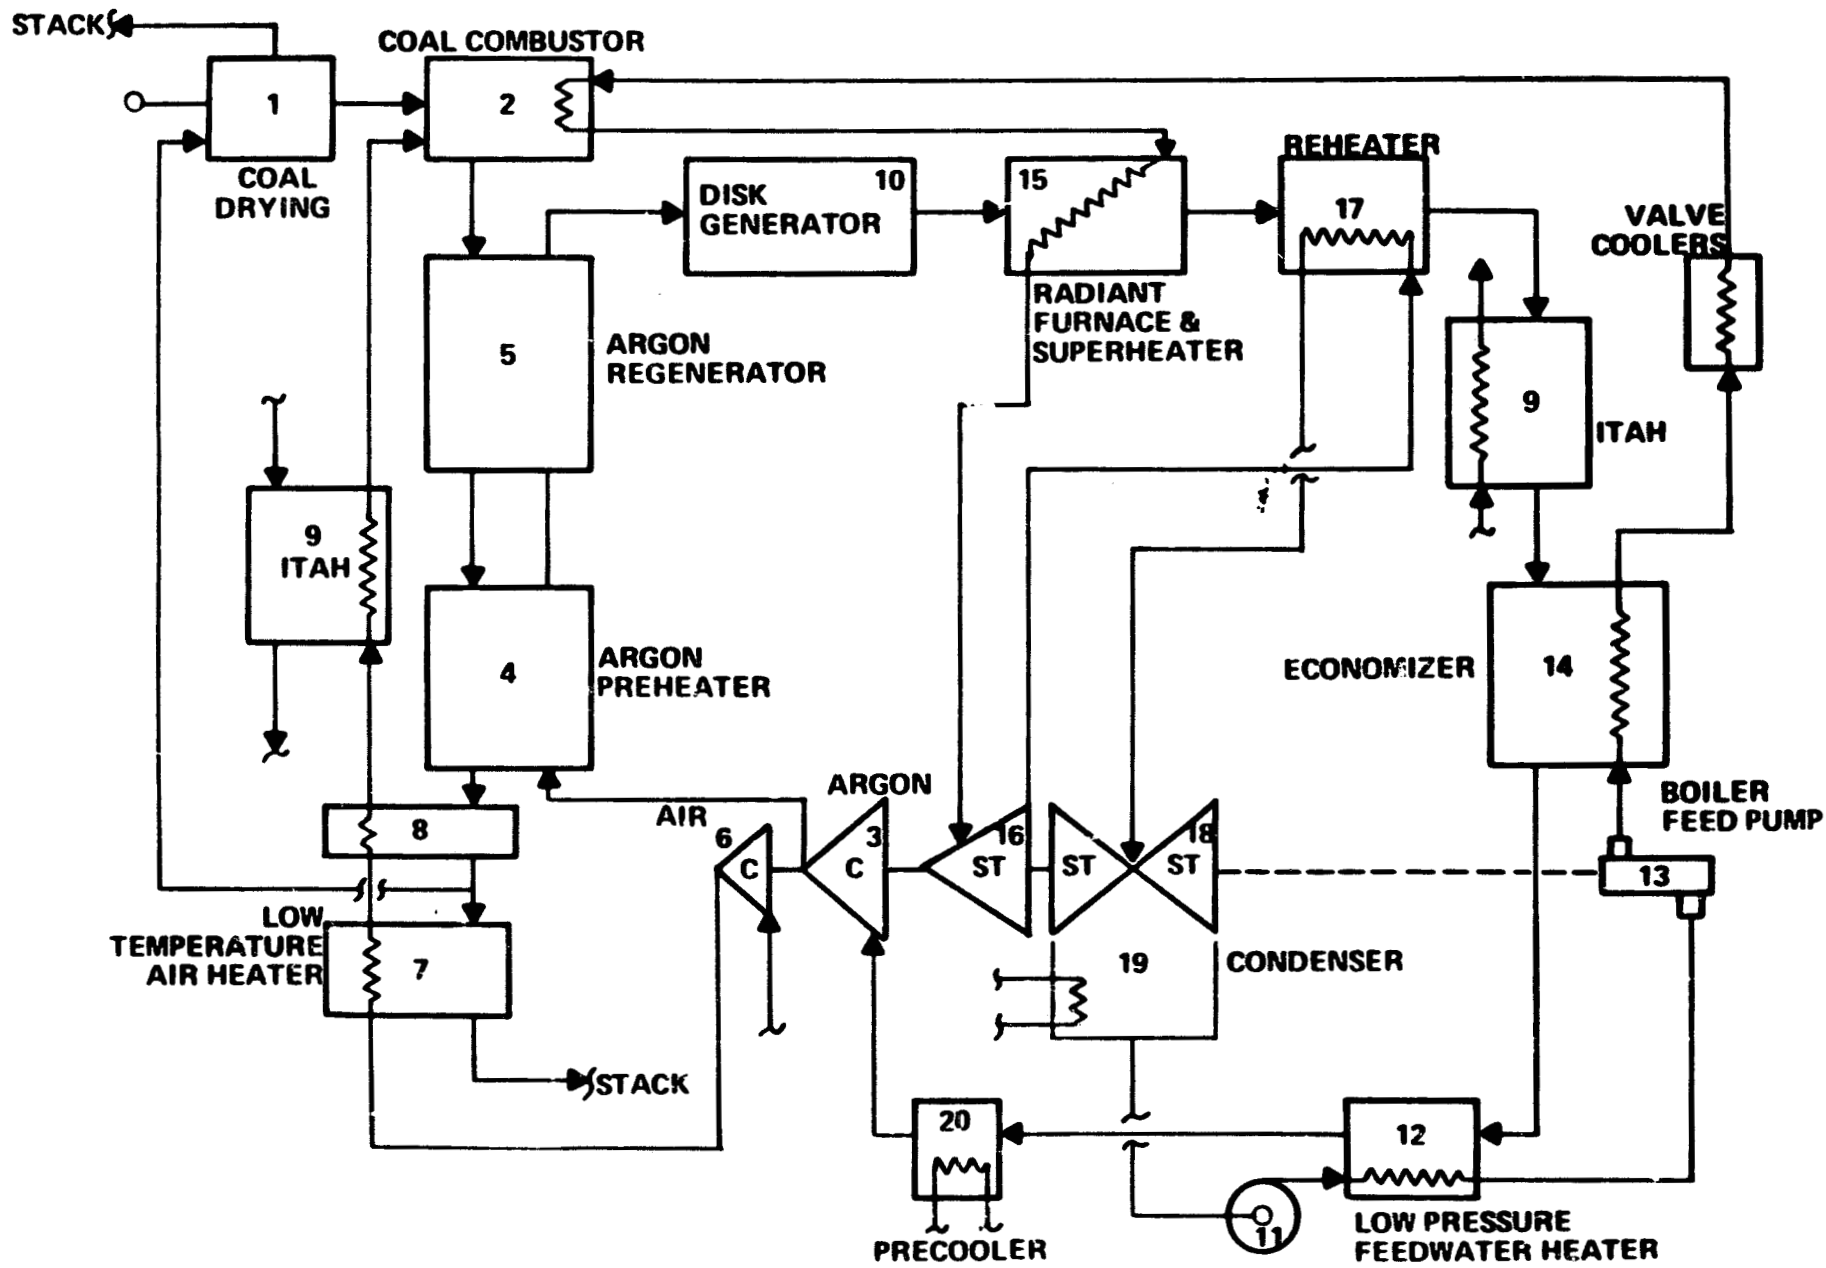 STACK
COAL COMBUSTOR
1
2
COAL
DRYING
DISK
GENERATOR
10
15
REHEATER
17
VALVE
COOLERS
RADIANT
FURNACE &
SUPERHEATER
5
ARGON
REGENERATOR
9
ITAH
9
ITAH
4
ARGON
PREHEATER
ECONOMIZER
14
BOILER
FEED PUMP
ARGON
AIR
8
6
C
3
C
16
ST
ST
18
ST
13
LOW
TEMPERATURE
AIR HEATER
7
19
CONDENSER
STACK
20
12
11
PRECOOLER
LOW PRESSURE
FEEDWATER HEATER